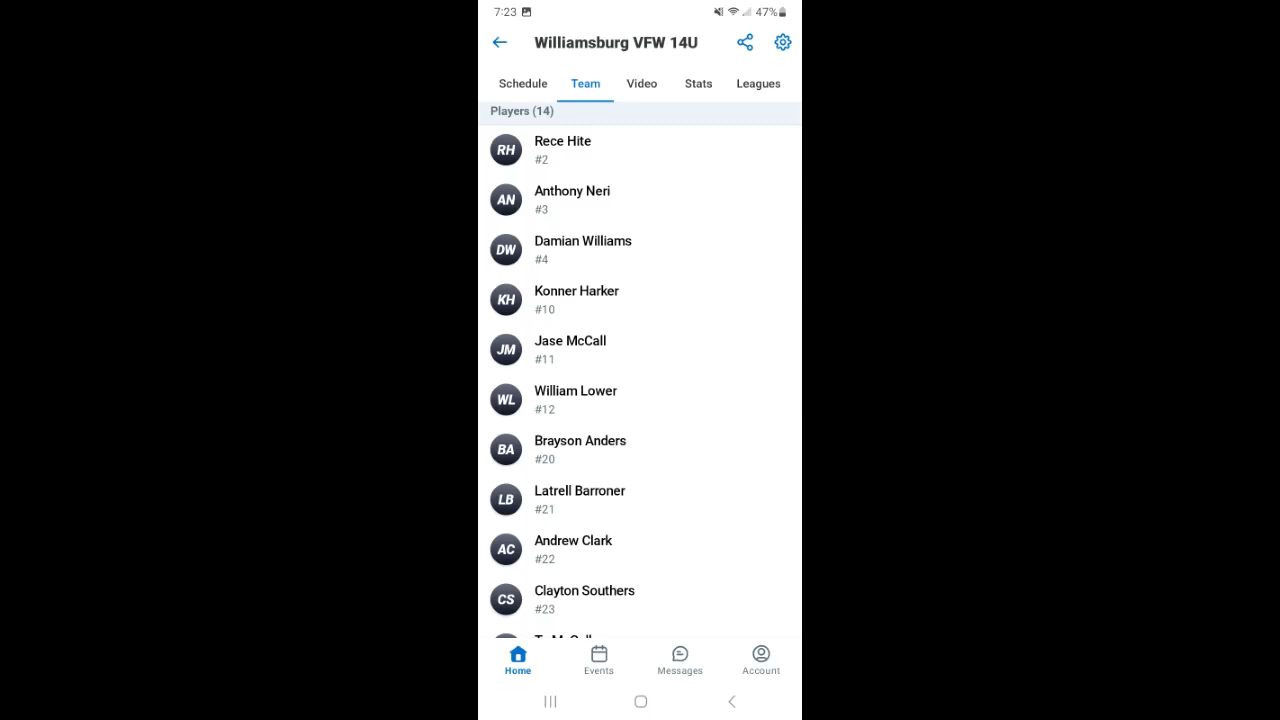 7:23 47%
Williamsburg VFW 14U
Schedule Team Video Stats Leagues
Players (14)
RH Rece Hite
#2
AN Anthony Neri
#3
DW Damian Williams
#4
KH Konner Harker
#10
JM Jase McCall
#11
WL William Lower
#12
BA Brayson Anders
#20
LB Latrell Barroner
#21
AC Andrew Clark
#22
CS Clayton Southers
#23
Home Events Messages Account